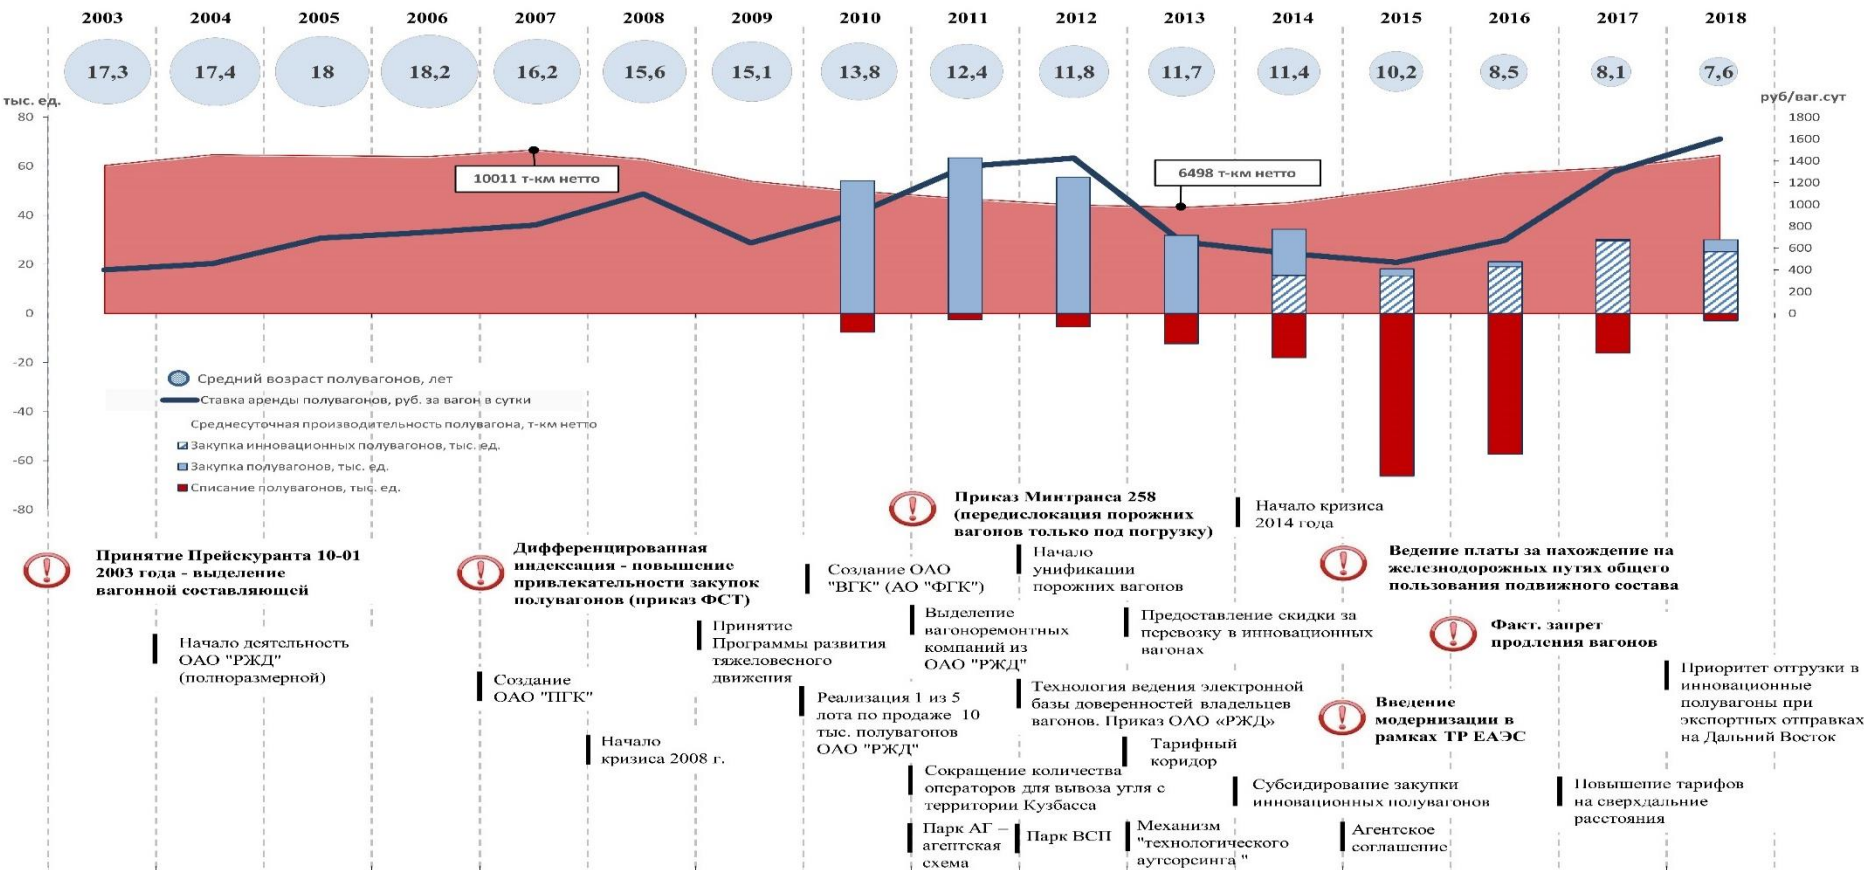 2003 2004 2005 2006 2007 2008 2009 2010 2011 2012 2013 2014 2015 2016 2017 2018
17,3 17,4 18 18,2 16,2 15,6 15,1 13,8 12,4 11,8 11,7 11,4 10,2 8,5 8,1 7,6
тыс. ед.
руб/ваг.сут
80
60
40
20
0
-20
-40
-60
-80
1800
1600
1400
1200
1000
800
600
400
200
0
10011 т-км нетто
6498 т-км нетто
Средний возраст полувагонов, лет
Ставка аренды полувагонов, руб. за вагон в сутки
Среднесуточная производительность полувагона, т-км нетто
Закупка инновационных полувагонов, тыс. ед.
Закупка полувагонов, тыс. ед.
Списание полувагонов, тыс. ед.
Принятие Прейскуранта 10-01
2003 года - выделение
вагонной составляющей
Начало деятельность
ОАО "РЖД"
(полноразмерной)
Дифференцированная
индексация - повышение
привлекательности закупок
полувагонов (приказ ФСТ)
Создание
ОАО "ПГК"
Начало
кризиса 2008 г.
Принятие
Программы развития
тяжеловесного
движения
Создание ОАО
"ВГК" (АО "ФГК")
Реализация 1 из 5
лота по продаже 10
тыс. полувагонов
ОАО "РЖД"
Приказ Минтранса 258
(передислокация порожних
вагонов только под погрузку)
Выделение
вагоноремонтных
компаний из
ОАО "РЖД"
Сокращение количества
операторов для вывоза угля с
территории Кузбасса
Парк АГ –
агентская
схема
Начало
унификации
порожних вагонов
Технология ведения электронной
базы доверенностей владельцев
вагонов. Приказ ОАО «РЖД»
Парк ВСП
Предоставление скидки за
перевозку в инновационных
вагонах
Тарифный
коридор
Механизм
"технологического
аутсорсинга "
Начало кризиса
2014 года
Субсидирование закупки
инновационных полувагонов
Ведение платы за нахождение на
железнодорожных путях общего
пользования подвижного состава
Введение
модернизации в
рамках ТР ЕАЭС
Агентское
соглашение
Факт. запрет
продления вагонов
Повышение тарифов
на сверхдальние
расстояния
Приоритет отгрузки в
инновационные
полувагоны при
экспортных отправках
на Дальний Восток